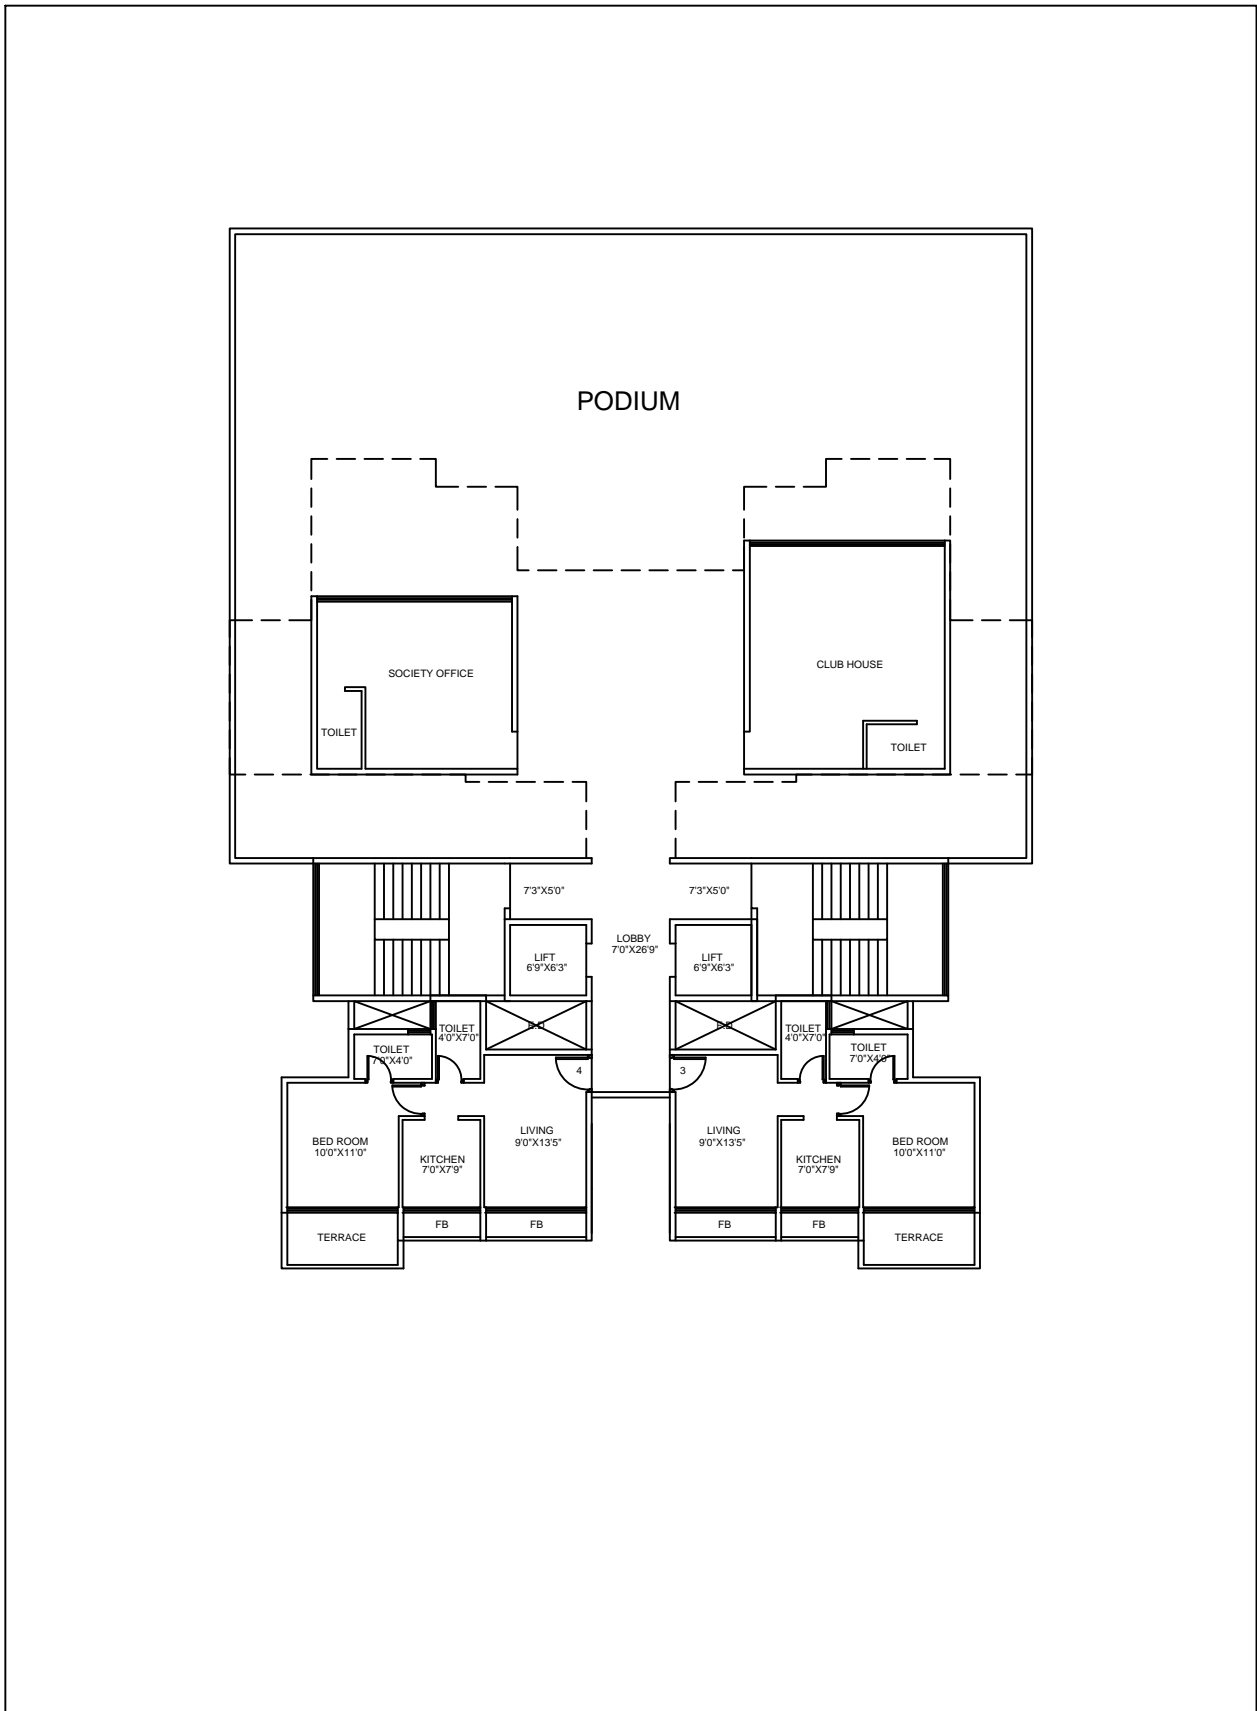 PODIUM
SOCIETY OFFICE
CLUB HOUSE
TOILET
TOILET
7'3"X5'0"
7'3"X5'0"
LOBBY
7'0"X26'9"
LIFT
6'9"X6'3"
LIFT
6'9"X6'3"
TOILET
4'0"X7'0"
E.D
E.D
TOILET
4'0"X7'0"
TOILET
7'0"X4'0"
TOILET
7'0"X4'0"
4
3
BED ROOM
10'0"X11'0"
KITCHEN
7'0"X7'9"
LIVING
9'0"X13'5"
LIVING
9'0"X13'5"
KITCHEN
7'0"X7'9"
BED ROOM
10'0"X11'0"
TERRACE
FB
FB
FB
FB
TERRACE